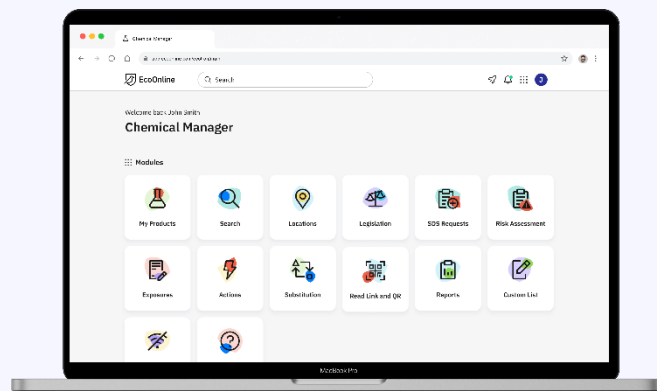 Chemical Manager
EcoOnline
Search
J
Welcome back John Smith
Chemical Manager
Modules
My Products
Search
Locations
Legislation
SDS Requests
Risk Assessment
Exposures
Actions
Substitution
Read Link and QR
Reports
Custom List
MacBook Pro